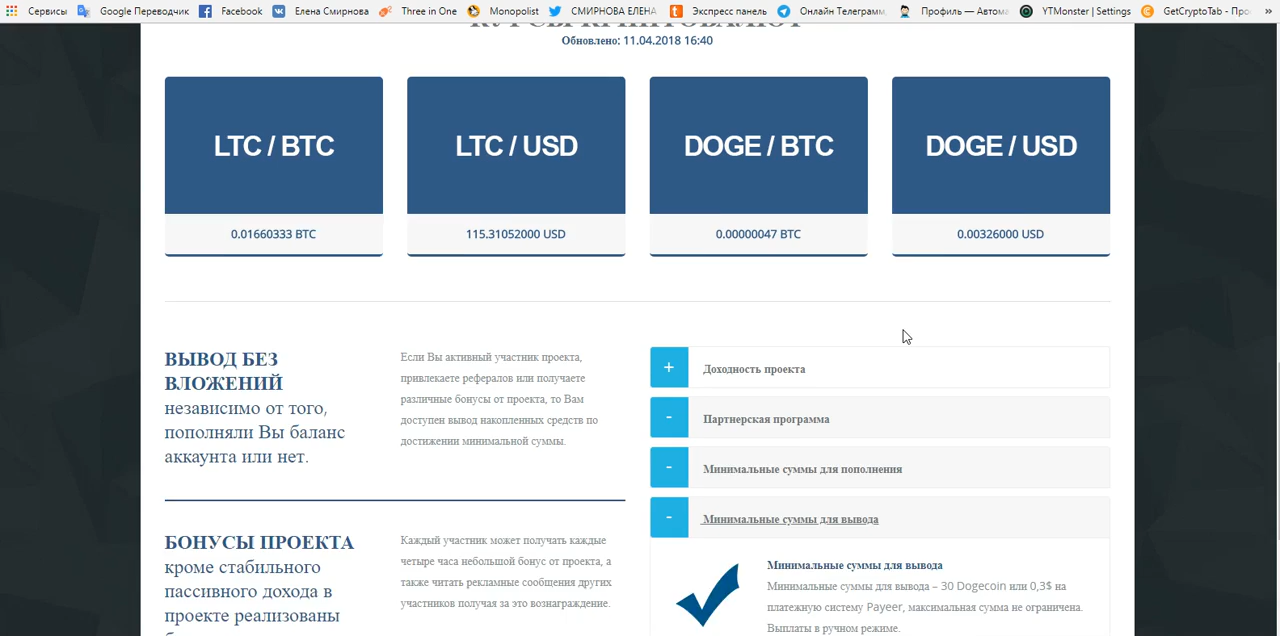 Сервисы Google Переводчик Facebook Елена Смирнова Three in One Monopolist СМИРНОВА ЕЛЕНА Экспресс панель Онлайн Телеграмм Профиль — Автома YTMonster | Settings GetCryptoTab - Про »
КУРСЫ КРИПТОВАЛЮТ
Обновлено: 11.04.2018 16:40
LTC / BTC
LTC / USD
DOGE / BTC
DOGE / USD
0.01660333 BTC
115.31052000 USD
0.00000047 BTC
0.00326000 USD
ВЫВОД БЕЗ
ВЛОЖЕНИЙ
независимо от того,
пополняли Вы баланс
аккаунта или нет.
Если Вы активный участник проекта,
привлекаете рефералов или получаете
различные бонусы от проекта, то Вам
доступен вывод накопленных средств по
достижении минимальной суммы.
БОНУСЫ ПРОЕКТА
кроме стабильного
пассивного дохода в
проекте реализованы
Каждый участник может получать каждые
четыре часа небольшой бонус от проекта, а
также читать рекламные сообщения других
участников получая за это вознаграждение.
+ Доходность проекта
- Партнерская программа
- Минимальные суммы для пополнения
- Минимальные суммы для вывода
Минимальные суммы для вывода
Минимальные суммы для вывода – 30 Dogecoin или 0,3$ на
платежную систему Payeer, максимальная сумма не ограничена.
Выплаты в ручном режиме.